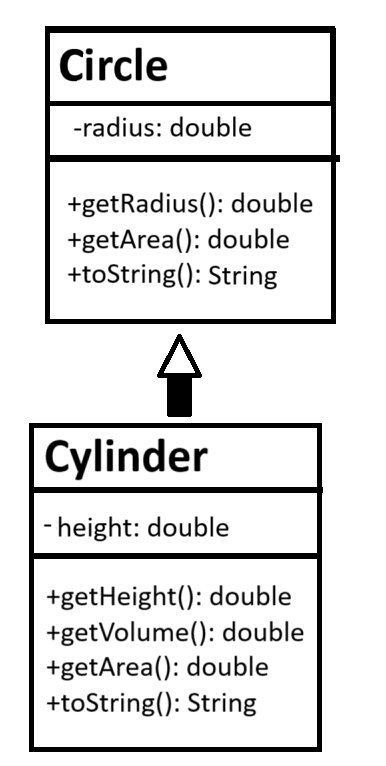 Circle
-radius: double
+getRadius(): double
+getArea(): double
+toString(): String
Cylinder
- height: double
+getHeight(): double
+getVolume(): double
+getArea(): double
+toString(): String